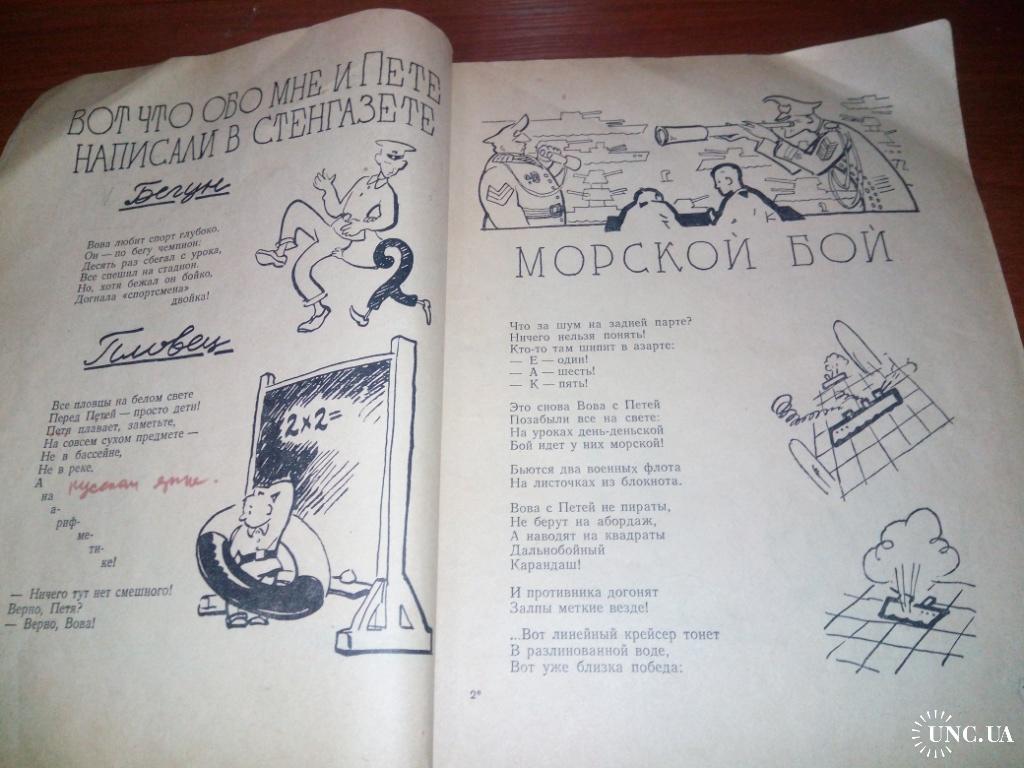 ВОТ ЧТО ОБО МНЕ И ПЕТЕ
НАПИСАЛИ В СТЕНГАЗЕТЕ
Бегун
Вова любит спорт глубоко.
Он — по бегу чемпион:
Десять раз сбегал с урока,
Все спешил на стадион.
Но, хотя бежал он бойко,
Догнала «спортсмена»
двойка!
Пловец
Все пловцы на белом свете
Перед Петей — просто дети!
Петя плавает, заметьте,
На совсем сухом предмете —
Не в бассейне,
Не в реке,
А
на
а-
риф-
ме-
ти-
ке!
— Ничего тут нет смешного!
Верно, Петя?
— Верно, Вова!
2×2=
МОРСКОЙ БОЙ
Что за шум на задней парте?
Ничего нельзя понять!
Кто-то там шипит в азарте:
— Е — один!
— А — шесть!
— К — пять!
Это снова Вова с Петей
Позабыли все на свете:
На уроках день-деньской
Бой идет у них морской!
Бьются два военных флота
На листочках из блокнота.
Вова с Петей не пираты,
Не берут на абордаж,
А наводят на квадраты
Дальнобойный
Карандаш!
И противника догонят
Залпы меткие везде!
...Вот линейный крейсер тонет
В разлинованной воде,
Вот уже близка победа:
2*
UNC.UA